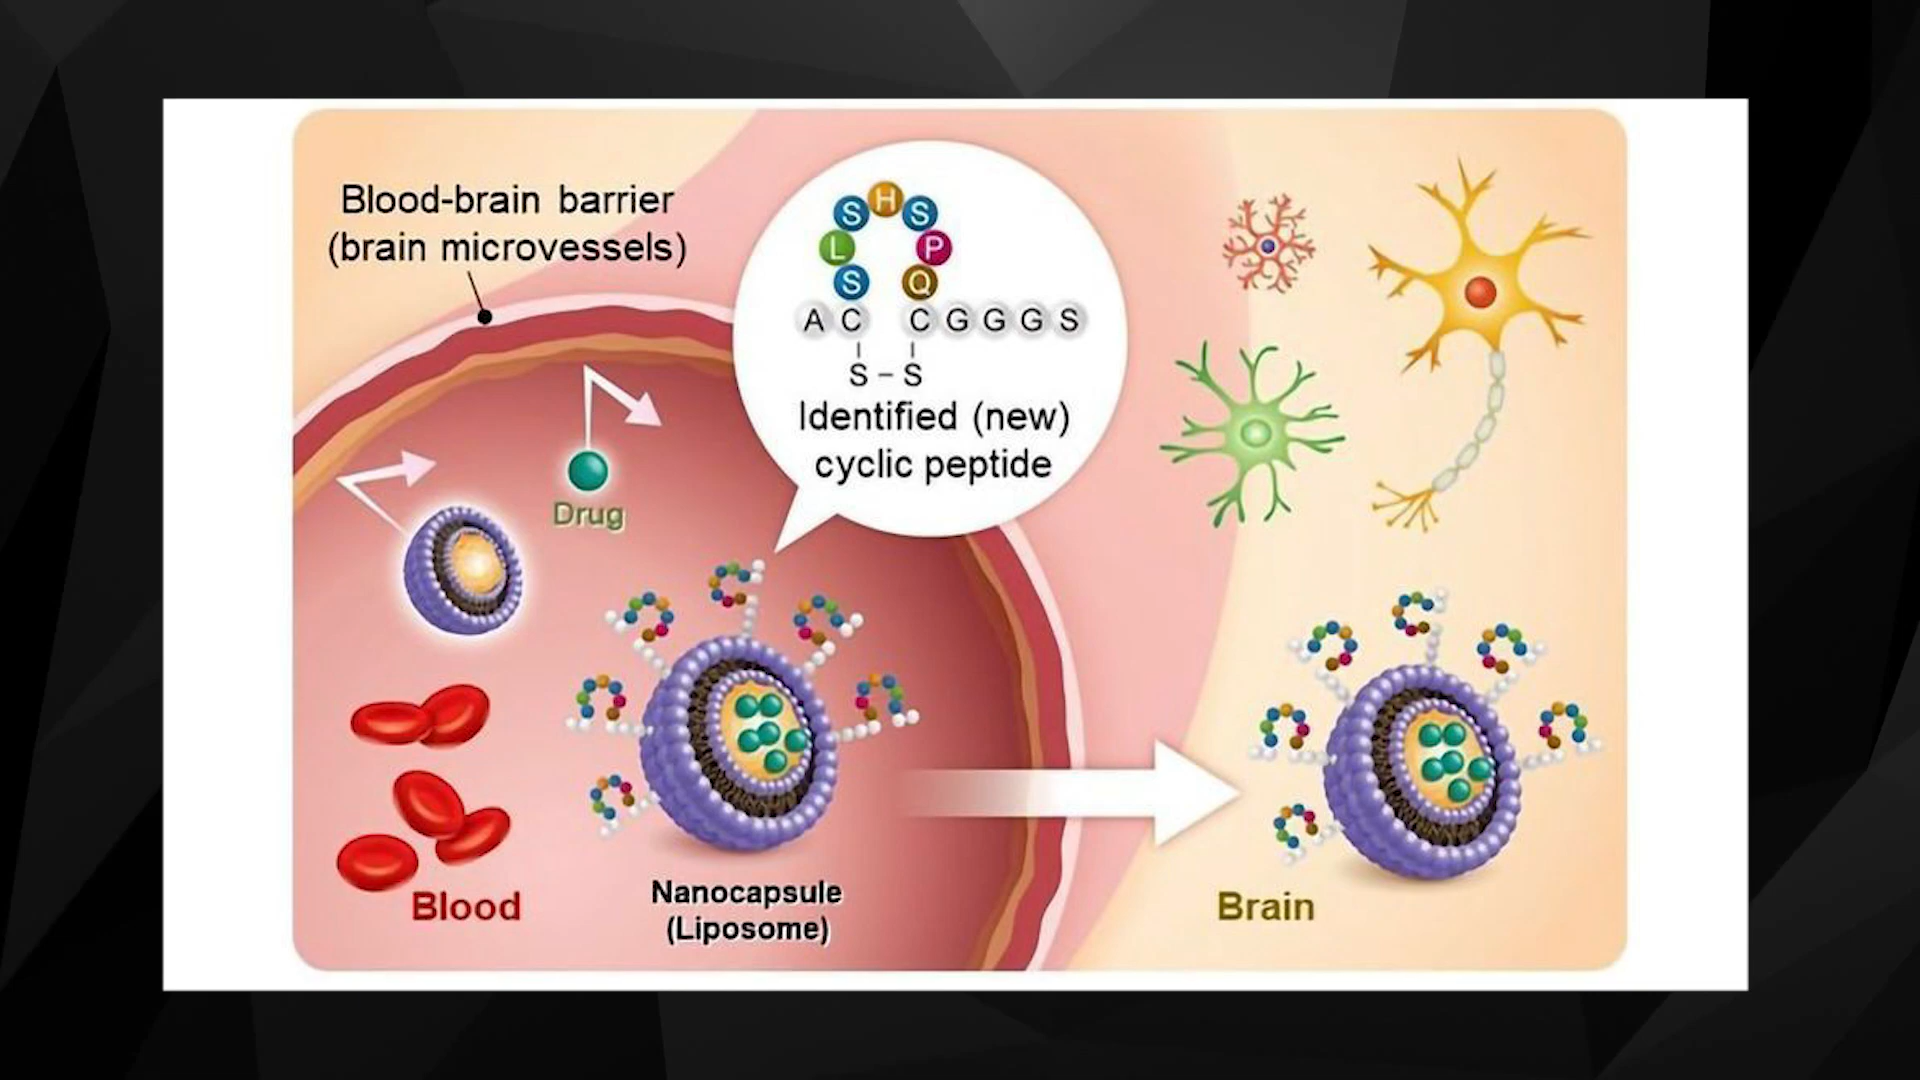 Blood-brain barrier
(brain microvessels)
S H S
L P
S Q
A C C G G G S
S – S
Identified (new)
cyclic peptide
Drug
Blood
Nanocapsule
(Liposome)
Brain